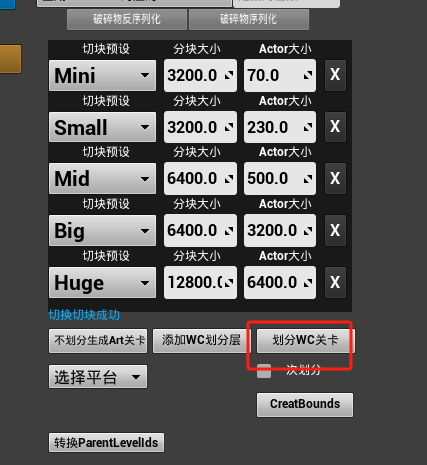 破碎物反序列化 破碎物序列化
切块预设 分块大小 Actor大小
Mini 3200.0 70.0 X
切块预设 分块大小 Actor大小
Small 3200.0 230.0 X
切块预设 分块大小 Actor大小
Mid 6400.0 500.0 X
切块预设 分块大小 Actor大小
Big 6400.0 3200.0 X
切块预设 分块大小 Actor大小
Huge 12800.0 6400.0 X
切换切块成功
不划分生成Art关卡 添加WC划分层 划分WC关卡
选择平台 次划分
CreatBounds
转换ParentLevelIds